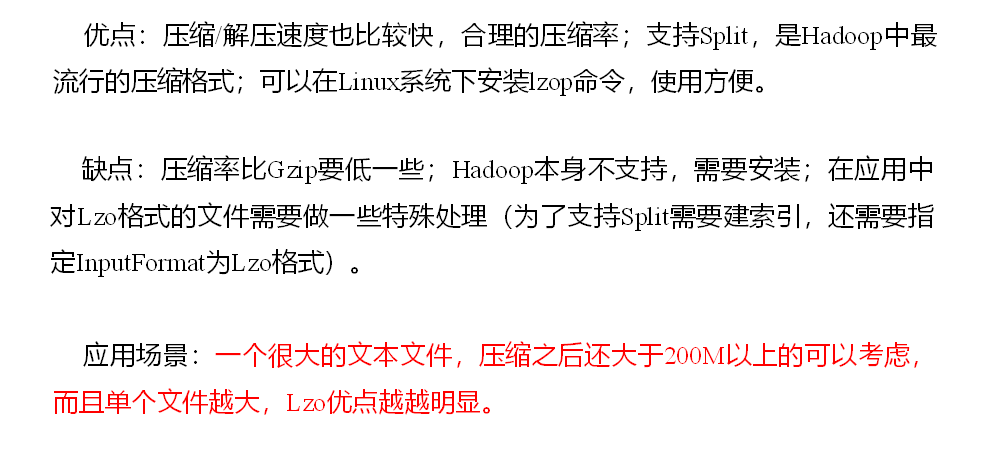 优点：压缩/解压速度也比较快，合理的压缩率；支持Split，是Hadoop中最
流行的压缩格式；可以在Linux系统下安装lzop命令，使用方便。
缺点：压缩率比Gzip要低一些；Hadoop本身不支持，需要安装；在应用中
对Lzo格式的文件需要做一些特殊处理（为了支持Split需要建索引，还需要指
定InputFormat为Lzo格式）。
应用场景：一个很大的文本文件，压缩之后还大于200M以上的可以考虑，
而且单个文件越大，Lzo优点越越明显。